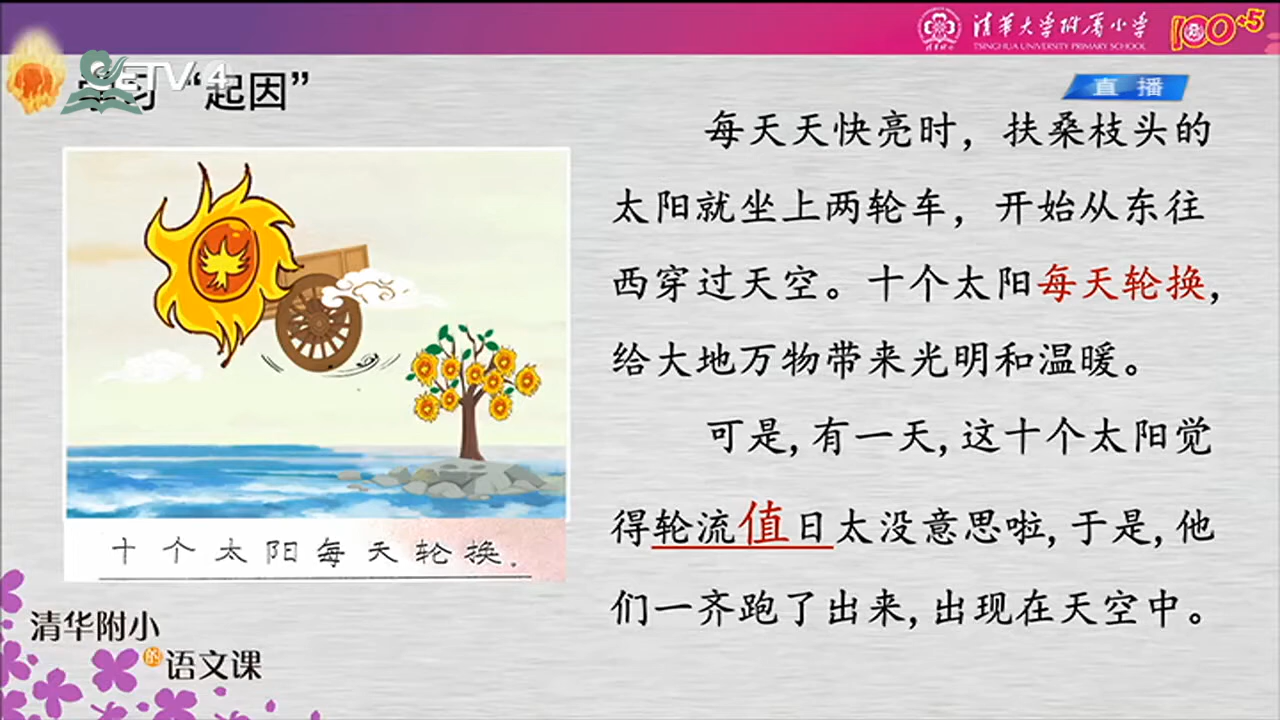 清华大学附属小学
TSINGHUA UNIVERSITY PRIMARY SCHOOL
100+5
CETV 4
学习“起因”
直播
每天天快亮时，扶桑枝头的
太阳就坐上两轮车，开始从东往
西穿过天空。十个太阳每天轮换，
给大地万物带来光明和温暖。
可是,有一天,这十个太阳觉
得轮流值日太没意思啦,于是,他
们一齐跑了出来,出现在天空中。
十个太阳每天轮换.
清华附小
的语文课